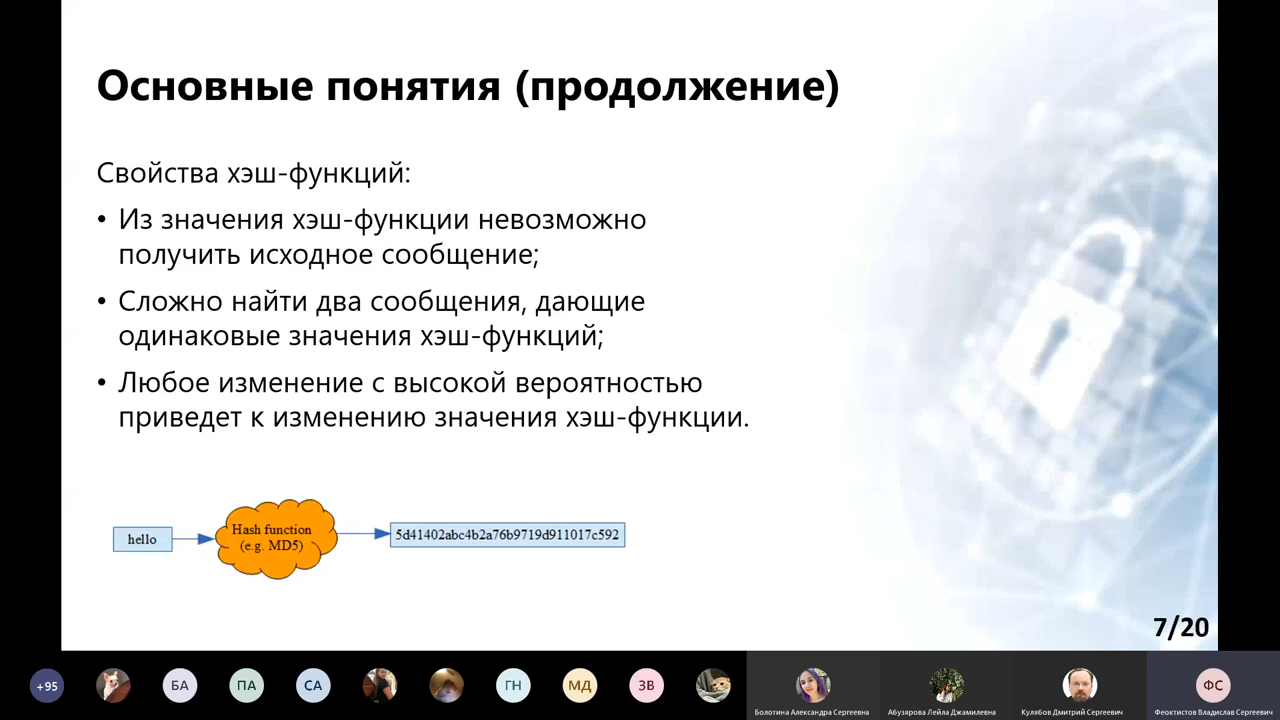 Основные понятия (продолжение)
Свойства хэш-функций:
• Из значения хэш-функции невозможно
получить исходное сообщение;
• Сложно найти два сообщения, дающие
одинаковые значения хэш-функций;
• Любое изменение с высокой вероятностью
приведет к изменению значения хэш-функции.
hello
Hash function
(e.g. MD5)
5d41402abc4b2a76b9719d911017c592
7/20
+95
БА
ПА
СА
ГН
МД
ЗВ
ФС
Болотина Александра Сергеевна
Абузярова Лейла Джамилевна
Кулябов Дмитрий Сергеевич
Феоктистов Владислав Сергеевич